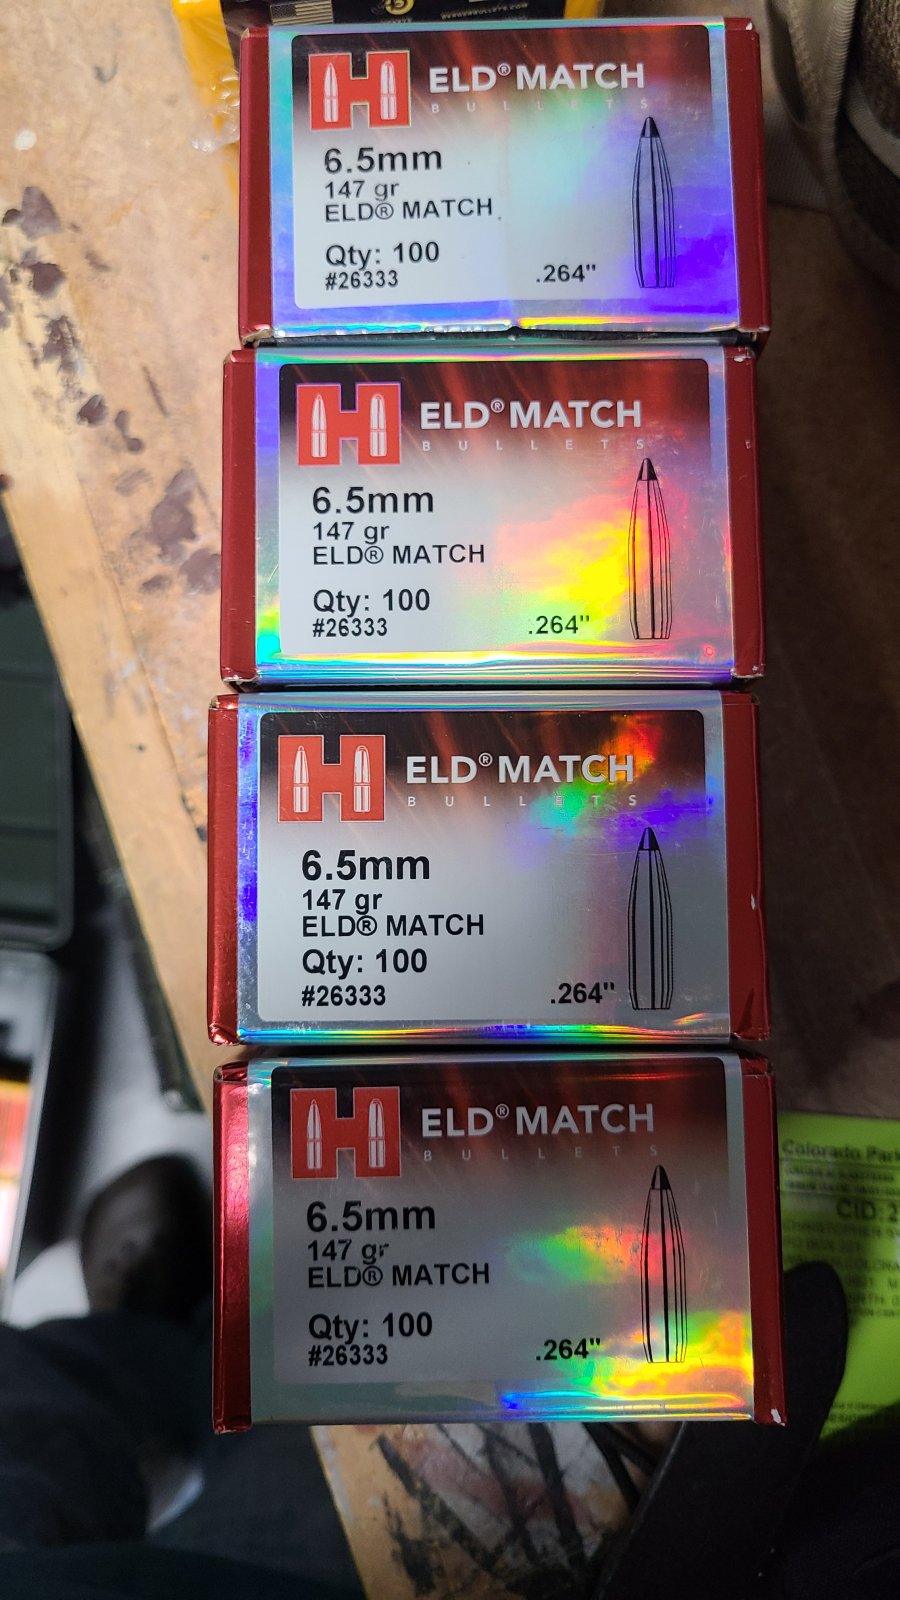 ELD® MATCH
BULLETS
6.5mm
147 gr
ELD® MATCH
Qty: 100
#26333
.264"
ELD® MATCH
BULLETS
6.5mm
147 gr
ELD® MATCH
Qty: 100
#26333
.264"
ELD® MATCH
BULLETS
6.5mm
147 gr
ELD® MATCH
Qty: 100
#26333
.264"
ELD® MATCH
BULLETS
6.5mm
147 gr
ELD® MATCH
Qty: 100
#26333
.264"
Colorado Park
CID: 2